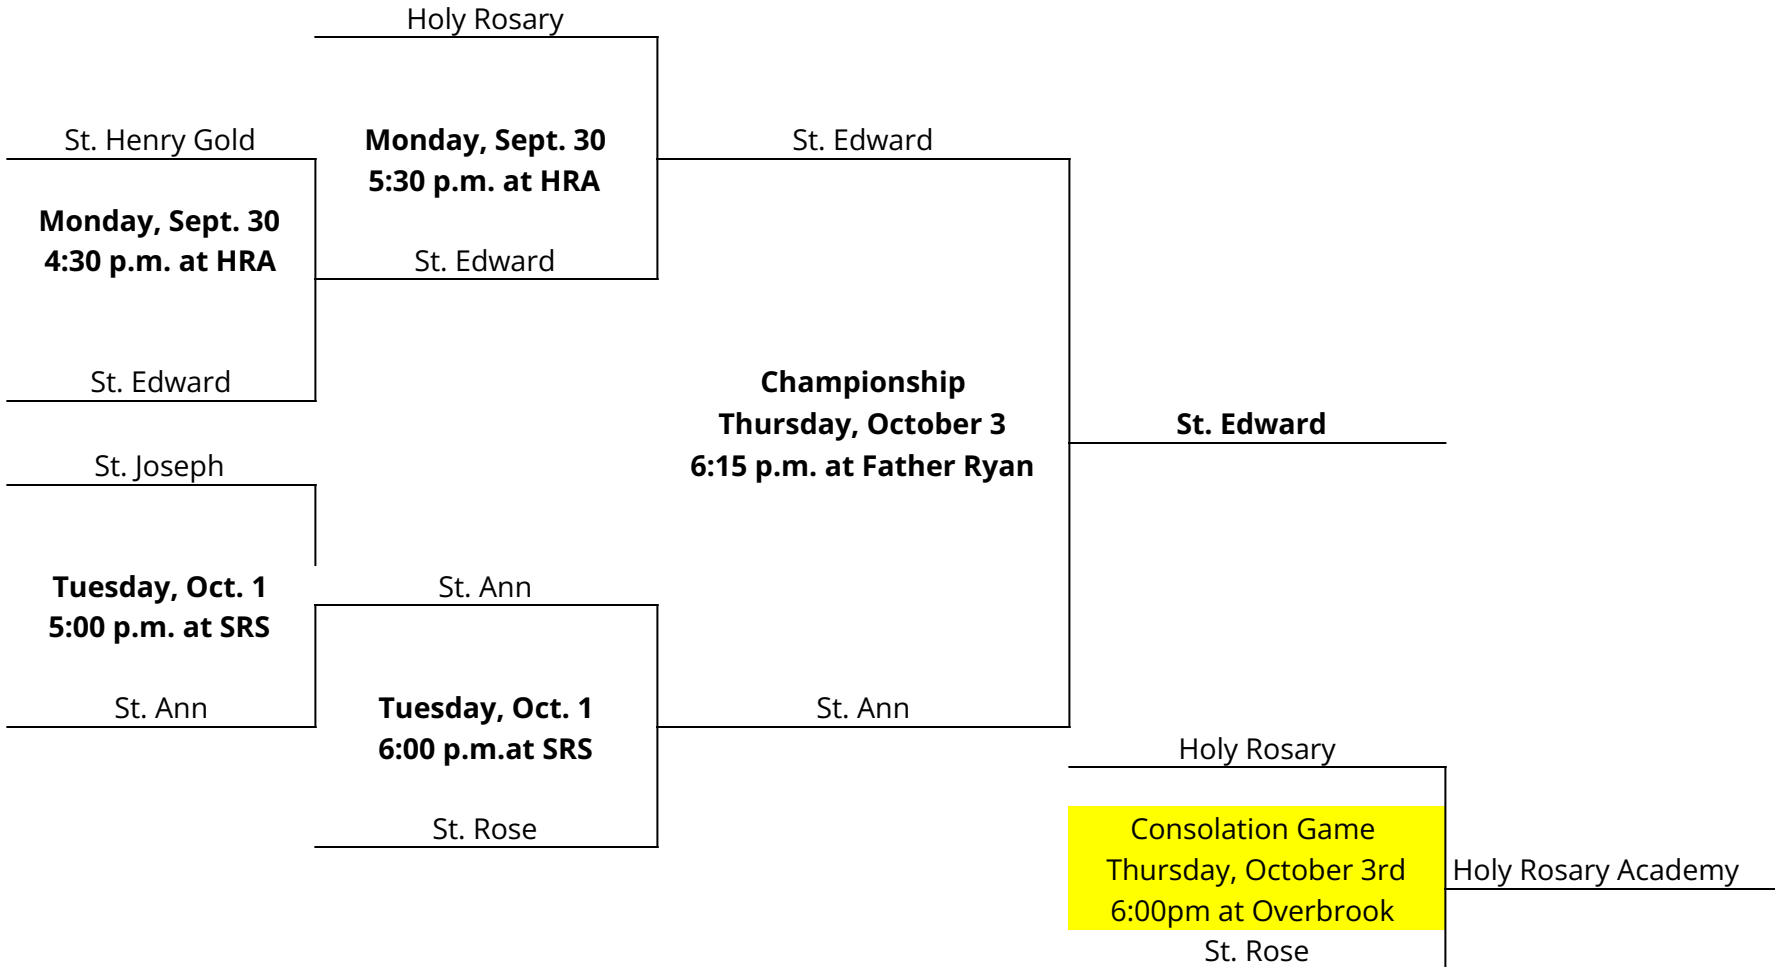 Holy Rosary
St. Henry Gold
Monday, Sept. 30
5:30 p.m. at HRA
St. Edward
Monday, Sept. 30
4:30 p.m. at HRA
St. Edward
St. Edward
Championship
Thursday, October 3
6:15 p.m. at Father Ryan
St. Edward
St. Joseph
Tuesday, Oct. 1
5:00 p.m. at SRS
St. Ann
St. Ann
Tuesday, Oct. 1
6:00 p.m.at SRS
St. Ann
St. Rose
Holy Rosary
Consolation Game
Thursday, October 3rd
6:00pm at Overbrook
Holy Rosary Academy
St. Rose